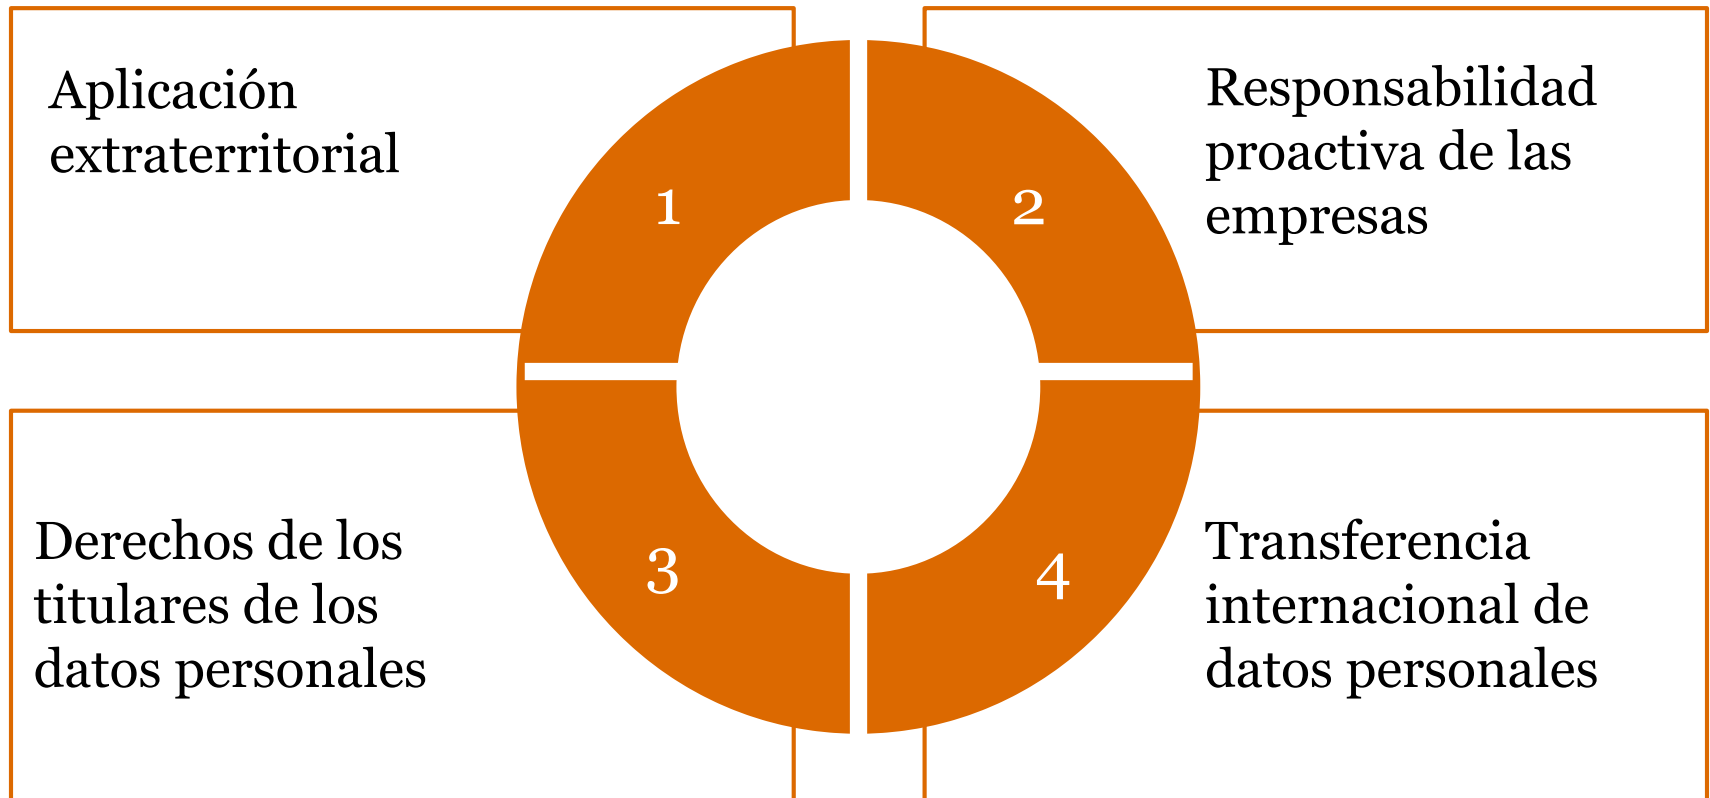 Aplicación
extraterritorial
1
2
Responsabilidad
proactiva de las
empresas
Derechos de los
titulares de los
datos personales
3
4
Transferencia
internacional de
datos personales